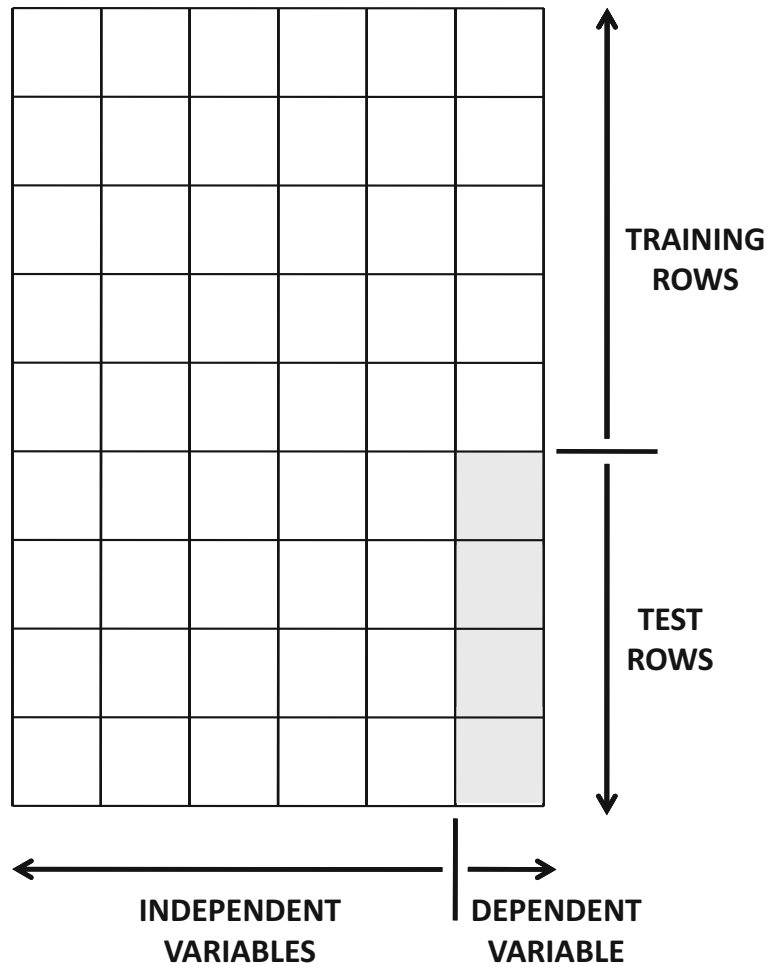 TRAINING
ROWS
TEST
ROWS
INDEPENDENT
VARIABLES
DEPENDENT
VARIABLE